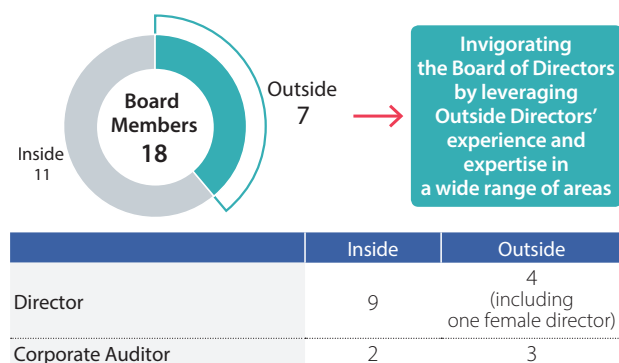 Board
Members
18
Outside
7
Inside
11
Invigorating
the Board of Directors
by leveraging
Outside Directors’
experience and
expertise in
a wide range of areas
Inside Outside
Director 9 4
(including
one female director)
Corporate Auditor 2 3